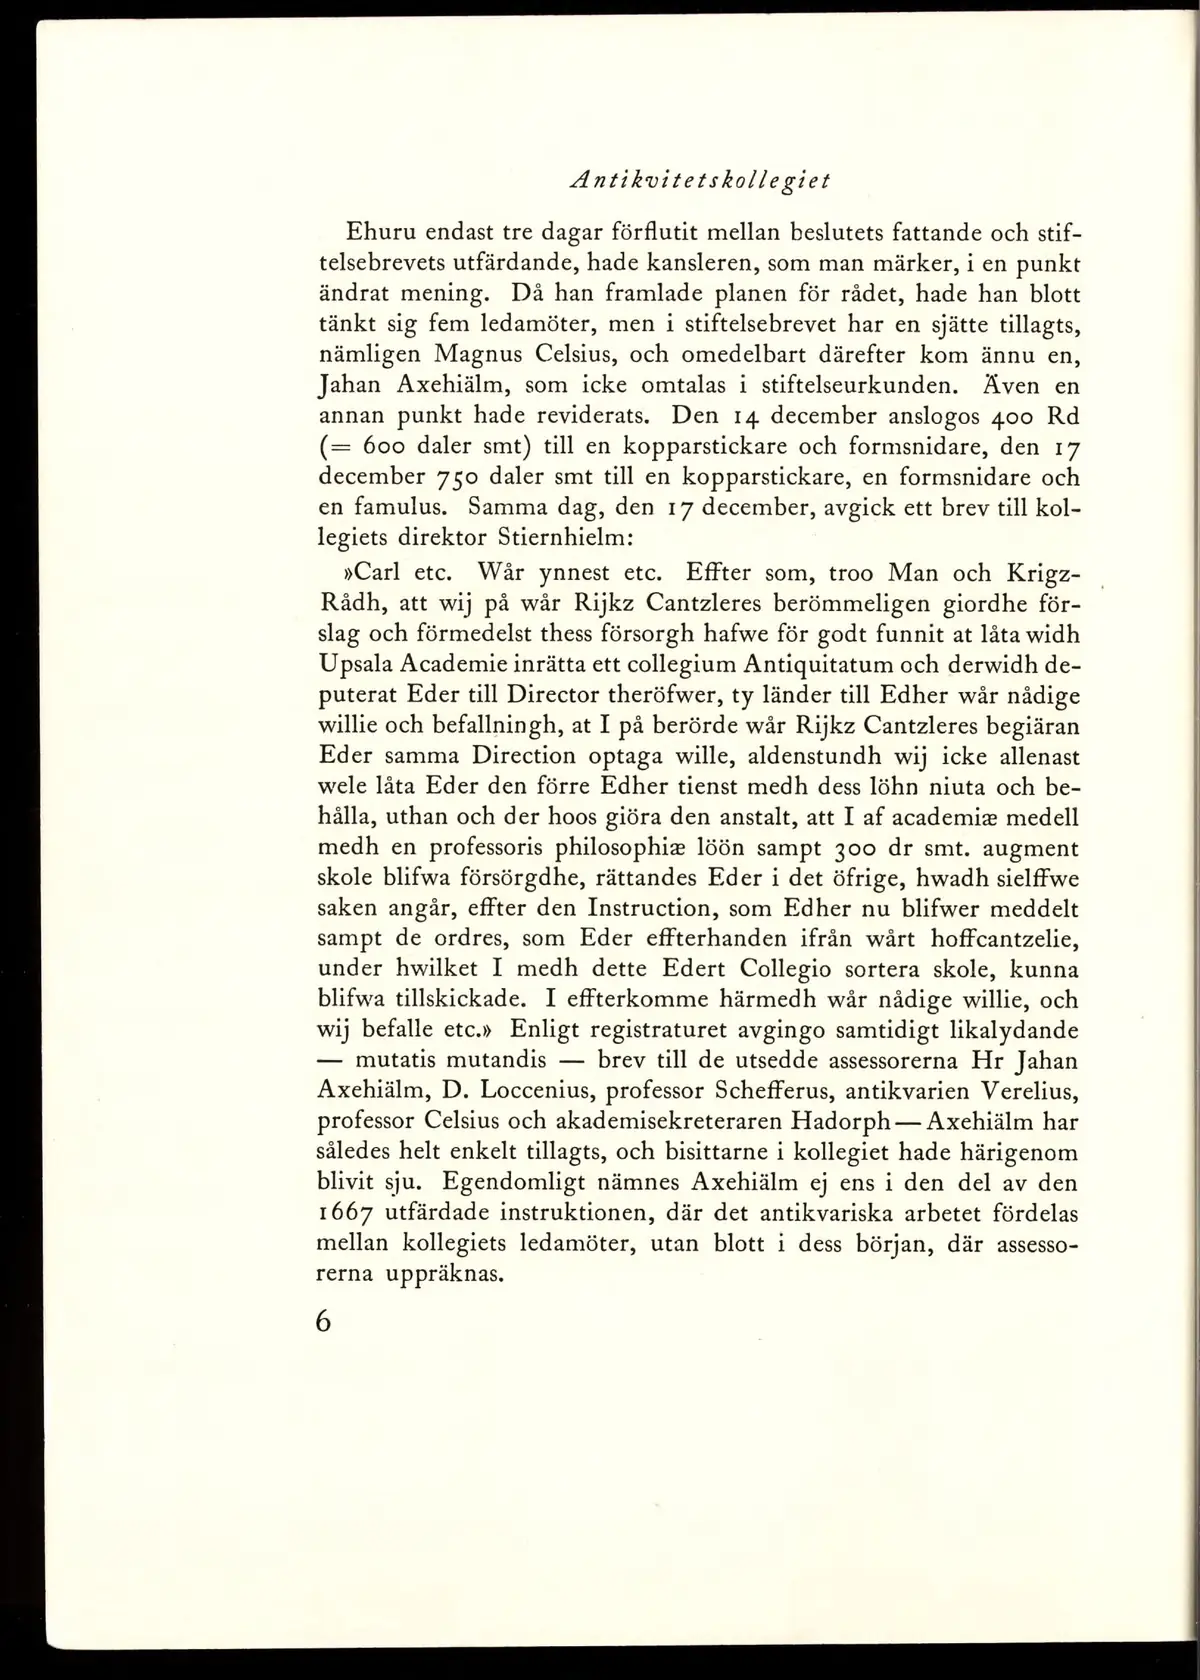 Antikvitetskollegiet
Ehuru endast tre dagar förflutit mellan beslutets fattande och stif-
telsebrevets utfärdande, hade kansleren, som man märker, i en punkt
ändrat mening. Då han framlade planen för rådet, hade han blott
tänkt sig fem ledamöter, men i stiftelsebrevet har en sjätte tillagts,
nämligen Magnus Celsius, och omedelbart därefter kom ännu en,
Jahan Axehiälm, som icke omtalas i stiftelseurkunden. Även en
annan punkt hade reviderats. Den 14 december anslogos 400 Rd
(= 600 daler smt) till en kopparstickare och formsnidare, den 17
december 750 daler smt till en kopparstickare, en formsnidare och
en famulus. Samma dag, den 17 december, avgick ett brev till kol-
legiets direktor Stiernhielm:
»Carl etc. Wår ynnest etc. Effter som, troo Man och Krigz-
Rådh, att wij på wår Rijkz Cantzleres berömmeligen giordhe för-
slag och förmedelst thess försorgh hafwe för godt funnit at låta widh
Upsala Academie inrätta ett collegium Antiquitatum och derwidh de-
puterat Eder till Director theröfwer, ty länder till Edher wår nådige
willie och befallningh, at I på berörde wår Rijkz Cantzleres begiäran
Eder samma Direction optaga wille, aldenstundh wij icke allenast
wele låta Eder den förre Edher tienst medh dess löhn niuta och be-
hålla, uthan och der hoos giöra den anstalt, att I af academiæ medell
medh en professoris philosophiæ löön sampt 300 dr smt. augment
skole blifwa försörgdhe, rättandes Eder i det öfrige, hwadh sielffwe
saken angår, effter den Instruction, som Edher nu blifwer meddelt
sampt de ordres, som Eder effterhanden ifrån wårt hoffcantzelie,
under hwilket I medh dette Edert Collegio sortera skole, kunna
blifwa tillskickade. I effterkomme härmedh wår nådige willie, och
wij befalle etc.» Enligt registraturet avgingo samtidigt likalydande
— mutatis mutandis — brev till de utsedde assessorerna Hr Jahan
Axehiälm, D. Loccenius, professor Schefferus, antikvarien Verelius,
professor Celsius och akademisekreteraren Hadorph — Axehiälm har
således helt enkelt tillagts, och bisittarne i kollegiet hade härigenom
blivit sju. Egendomligt nämnes Axehiälm ej ens i den del av den
1667 utfärdade instruktionen, där det antikvariska arbetet fördelas
mellan kollegiets ledamöter, utan blott i dess början, där assesso-
rerna uppräknas.
6